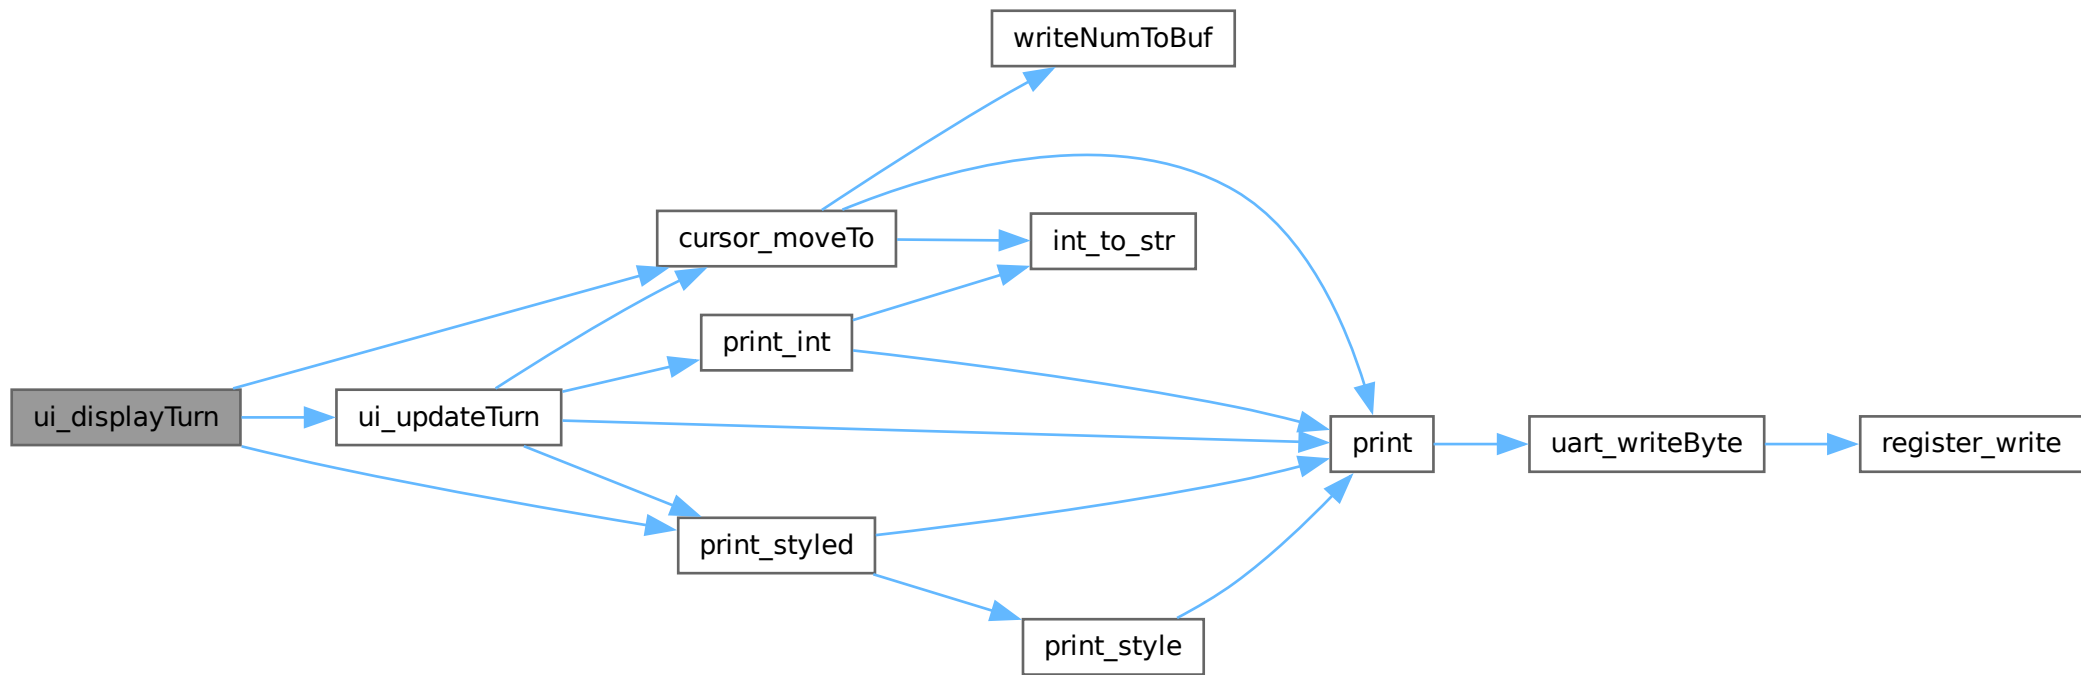 writeNumToBuf
cursor_moveTo
int_to_str
print_int
ui_displayTurn
ui_updateTurn
print
uart_writeByte
register_write
print_styled
print_style